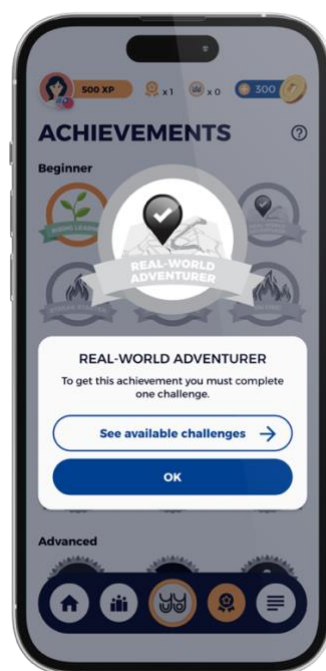 500 XP
x1
x0
300
ACHIEVEMENTS
?
Beginner
REAL-WORLD
ADVENTURER
REAL-WORLD ADVENTURER
To get this achievement you must complete
one challenge.
See available challenges
OK
Advanced